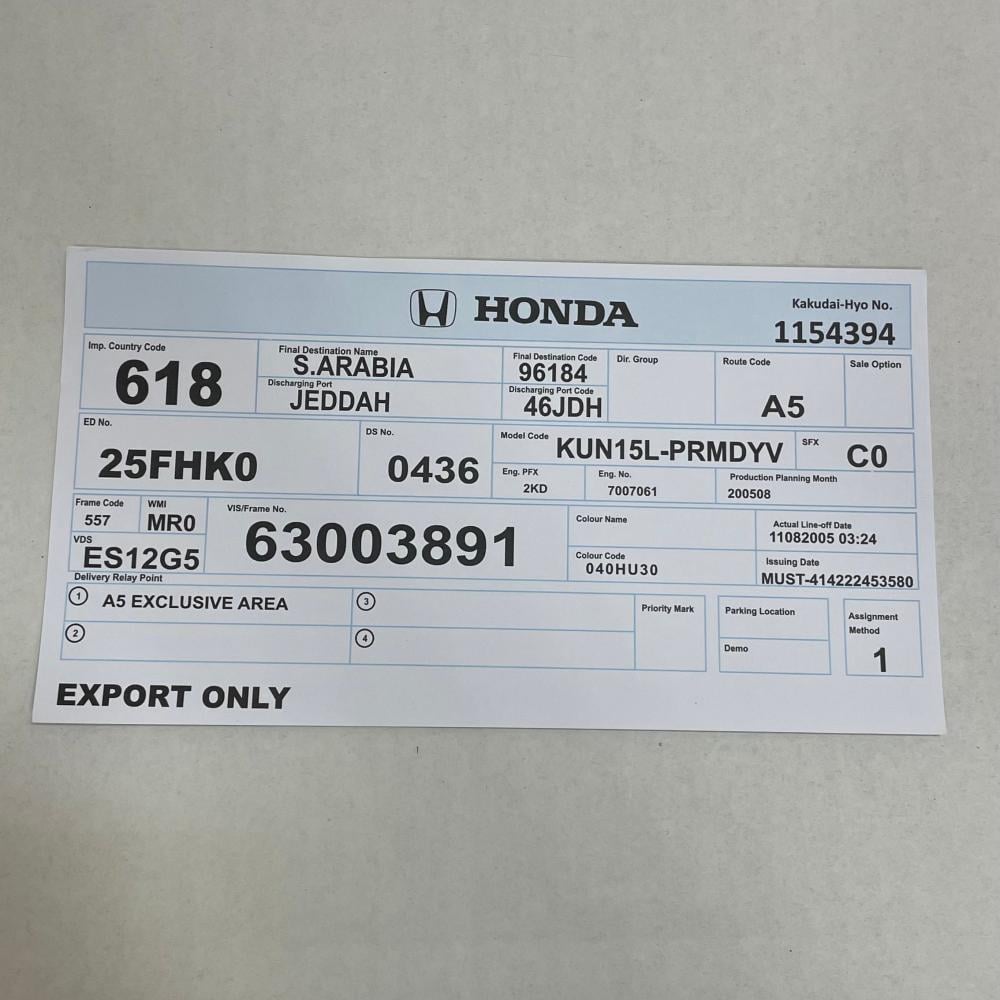 HONDA
Kakudai-Hyo No.
1154394
Imp. Country Code
618
Final Destination Name
S.ARABIA
Discharging Port
JEDDAH
Final Destination Code
96184
Discharging Port Code
46JDH
Dir. Group
Route Code
A5
Sale Option
ED No.
25FHK0
DS No.
0436
Model Code KUN15L-PRMDYV
SFX C0
Eng. PFX
2KD
Eng. No.
7007061
Production Planning Month
200508
Frame Code
557
WMI
MR0
VDS
ES12G5
VIS/Frame No.
63003891
Colour Name
Colour Code
040HU30
Actual Line-off Date
11082005 03:24
Issuing Date
MUST-414222453580
Delivery Relay Point
1 A5 EXCLUSIVE AREA
2
3
4
Priority Mark
Parking Location
Demo
Assignment
Method
1
EXPORT ONLY